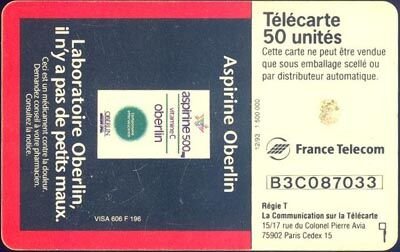 Télécarte
50 unités
Cette carte ne peut être vendue
que sous emballage scellé ou
par distributeur automatique.
12/92 1 500 000
France Telecom
B3C087033
Régie T
La Communication sur la Télécarte
15/17 rue du Colonel Pierre Avia
75902 Paris Cedex 15
Aspirine Oberlin
aspirine 500mg
vitamine C
oberlin
OBERLIN
Laboratoire Oberlin,
il n'y a pas de petits maux.
Ceci est un médicament contre la douleur.
Demandez conseil à votre pharmacien.
Consultez la notice.
VISA 606 F 196